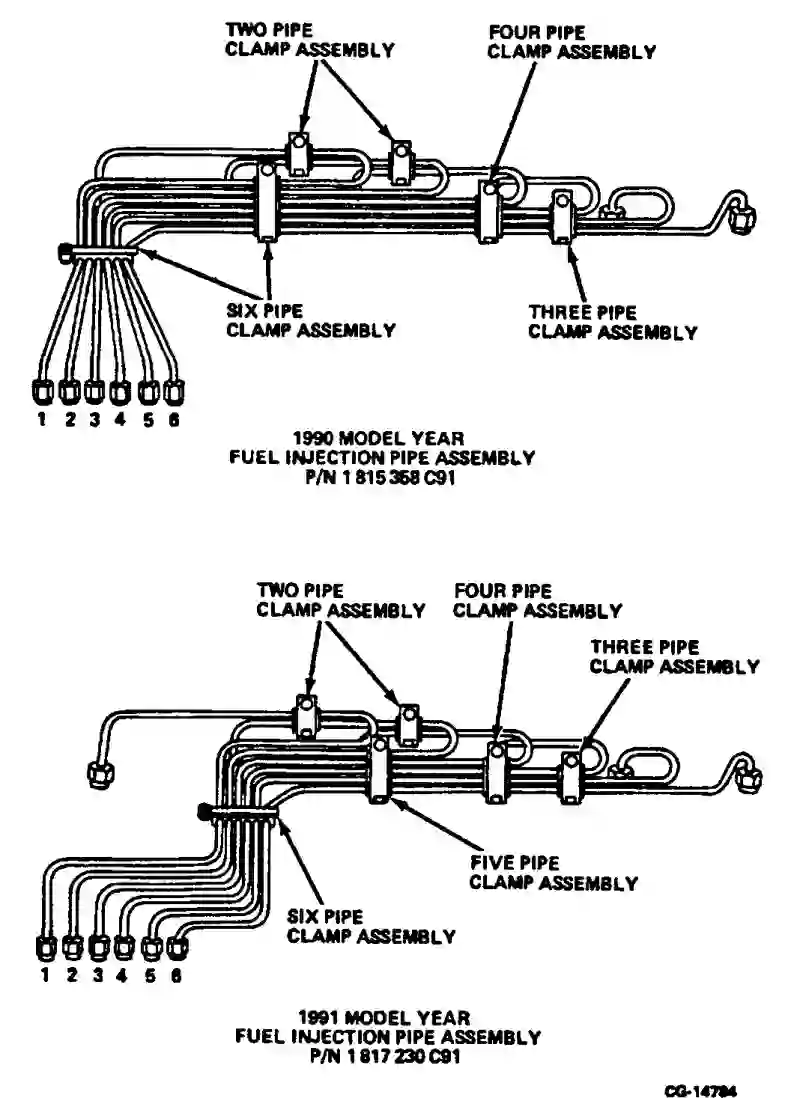 TWO PIPE
CLAMP ASSEMBLY
FOUR PIPE
CLAMP ASSEMBLY
SIX PIPE
CLAMP ASSEMBLY
THREE PIPE
CLAMP ASSEMBLY
1 2 3 4 5 6
1990 MODEL YEAR
FUEL INJECTION PIPE ASSEMBLY
P/N 1 815 358 C91
TWO PIPE
CLAMP ASSEMBLY
FOUR PIPE
CLAMP ASSEMBLY
THREE PIPE
CLAMP ASSEMBLY
FIVE PIPE
CLAMP ASSEMBLY
SIX PIPE
CLAMP ASSEMBLY
1 2 3 4 5 6
1991 MODEL YEAR
FUEL INJECTION PIPE ASSEMBLY
P/N 1 817 230 C91
CG-14784